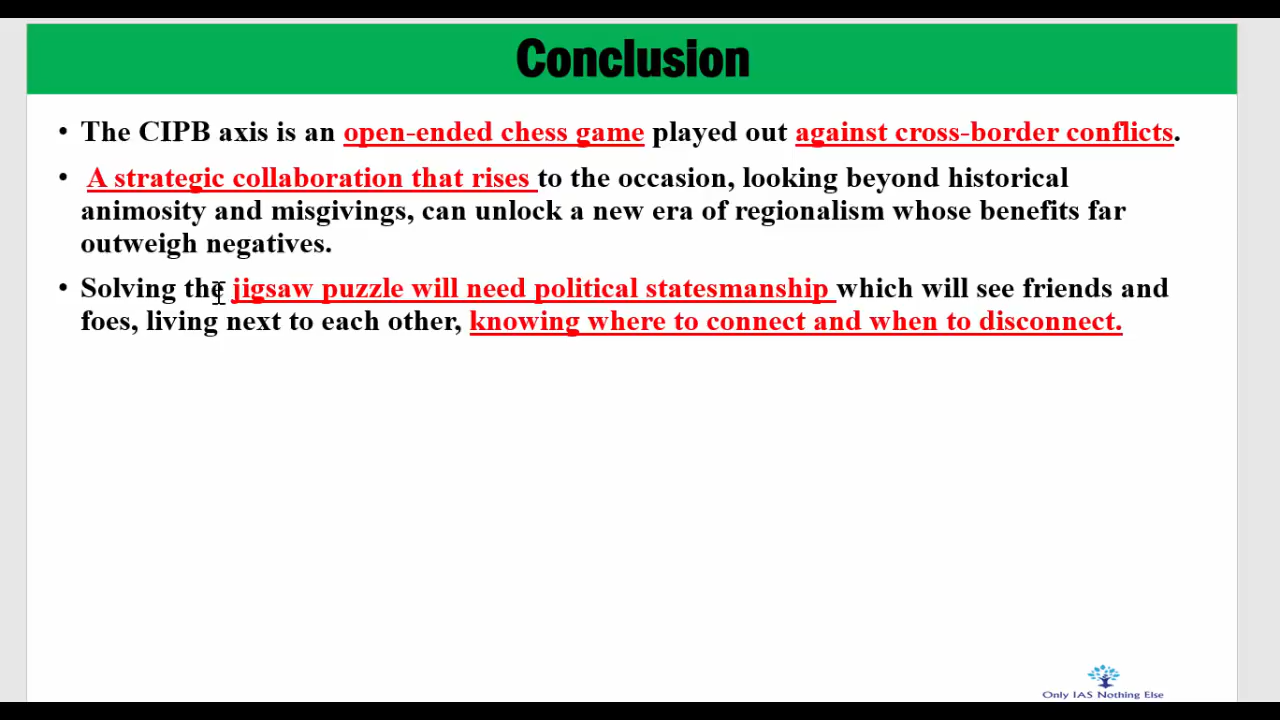 Conclusion
• The CIPB axis is an open-ended chess game played out against cross-border conflicts.
• A strategic collaboration that rises to the occasion, looking beyond historical
animosity and misgivings, can unlock a new era of regionalism whose benefits far
outweigh negatives.
• Solving the jigsaw puzzle will need political statesmanship which will see friends and
foes, living next to each other, knowing where to connect and when to disconnect.
Only IAS Nothing Else